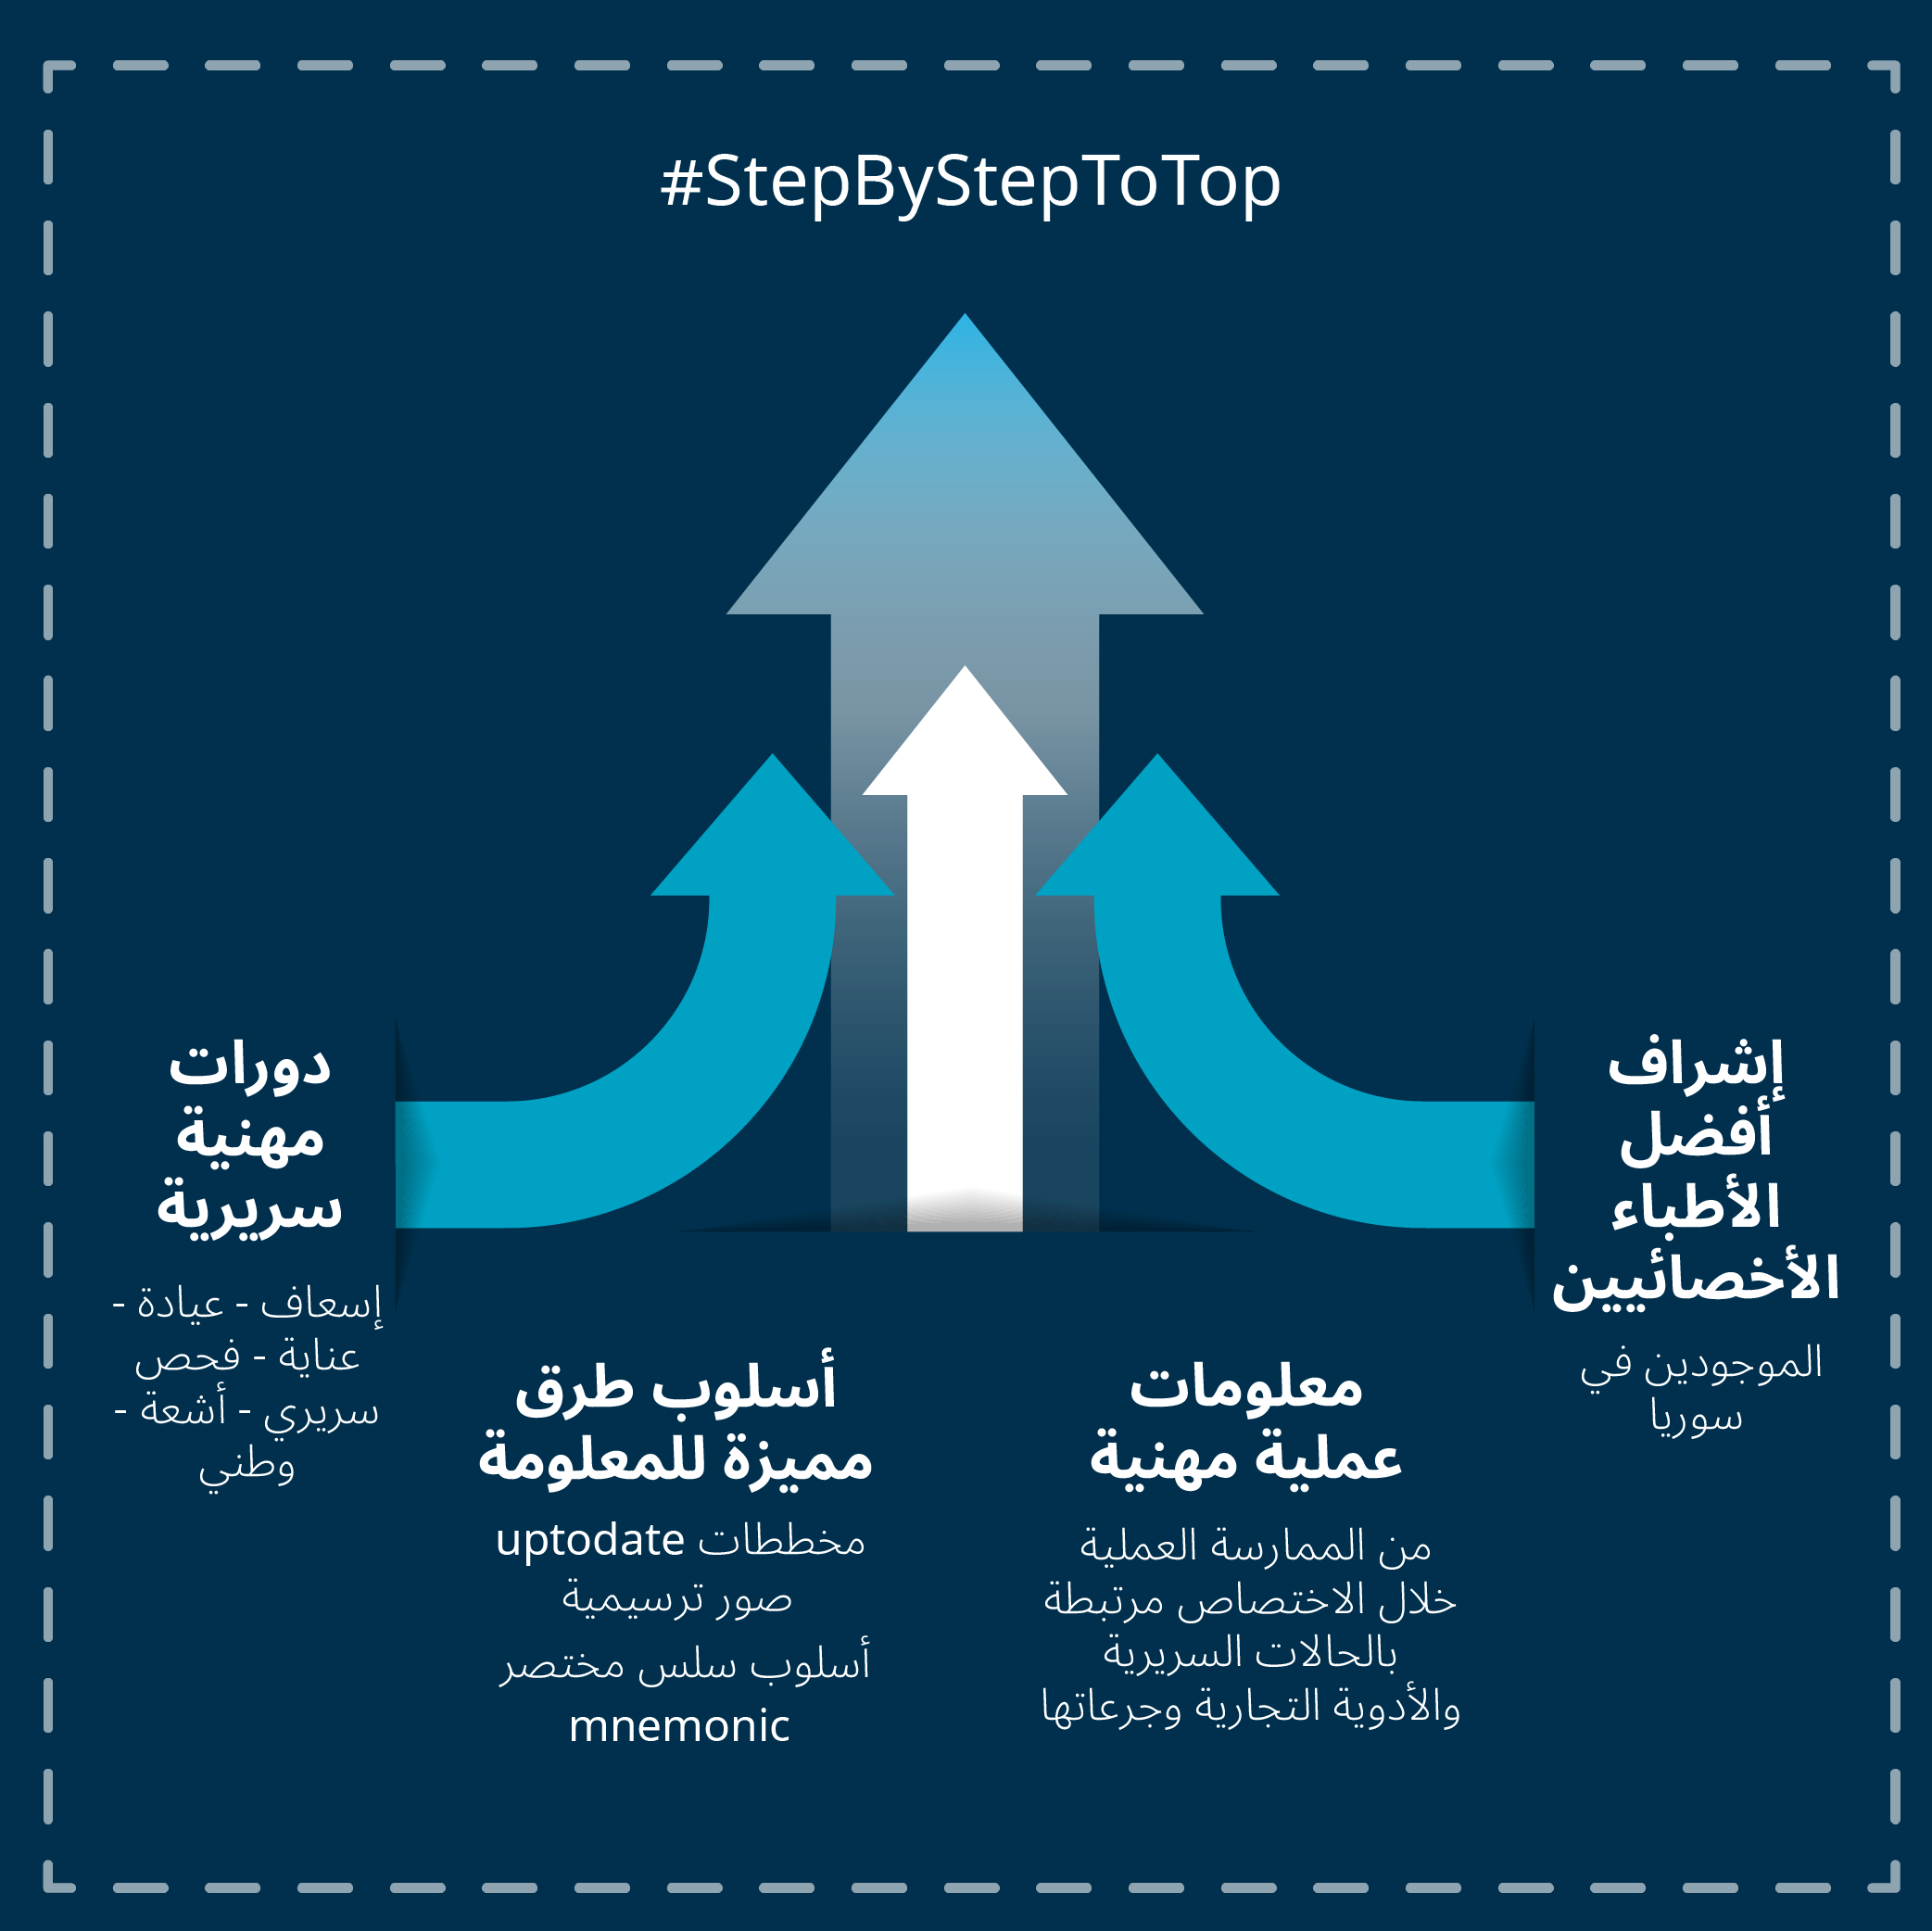 #StepByStepToTop
إشراف
أفضل
الأطباء
الأخصائيين
الموجودين في
سوريا
معلومات
عملية مهنية
من الممارسة العملية
خلال الاختصاص مرتبطة
بالحالات السريرية
والأدوية التجارية وجرعاتها
أسلوب طرق
مميزة للمعلومة
مخططات uptodate
صور ترسيمية
أسلوب سلس مختصر
mnemonic
دورات
مهنية
سريرية
إسعاف - عيادة -
عناية - فحص
سريري - أشعة -
وطني